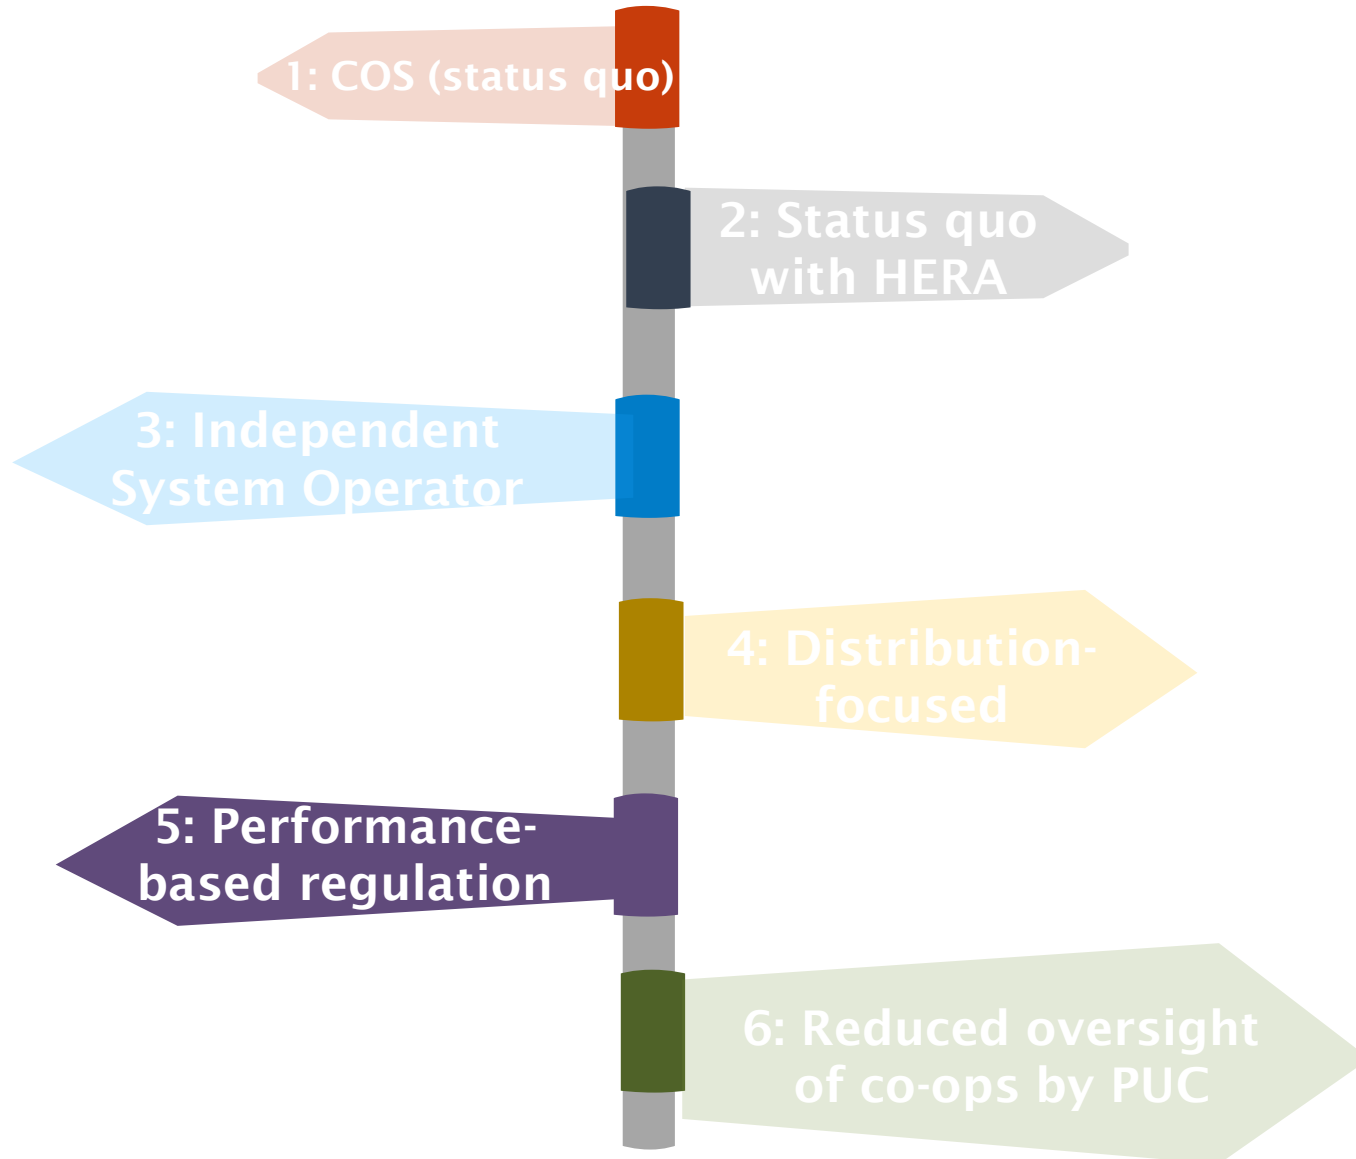 1: COS (status quo)
2: Status quo
with HERA
3: Independent
System Operator
4: Distribution-
focused
5: Performance-
based regulation
6: Reduced oversight
of co-ops by PUC